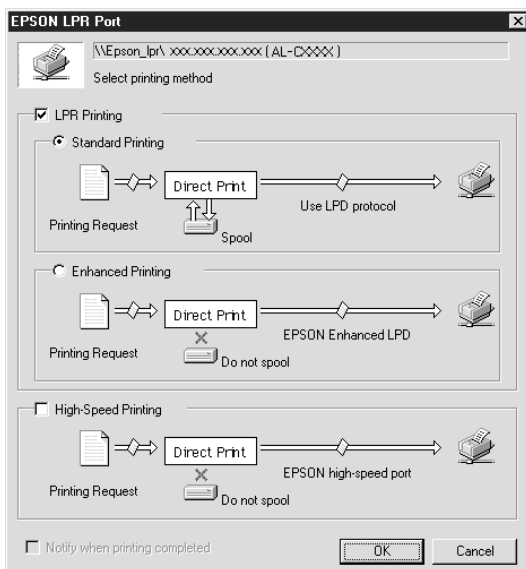 EPSON LPR Port
\\Epson_lpr\ xxx.xxx.xxx.xxx ( AL-CXXXX )
Select printing method
LPR Printing
Standard Printing
Direct Print
Use LPD protocol
Printing Request
Spool
Enhanced Printing
Direct Print
EPSON Enhanced LPD
Printing Request
Do not spool
High-Speed Printing
Direct Print
EPSON high-speed port
Printing Request
Do not spool
Notify when printing completed
OK
Cancel